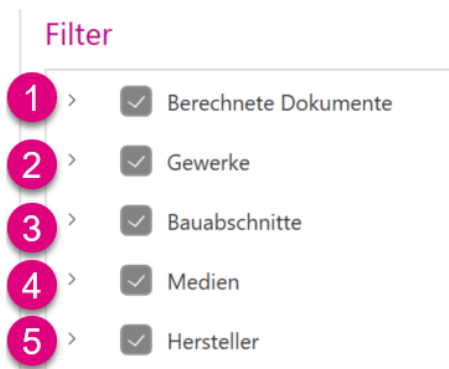 Filter
1 Berechnete Dokumente
2 Gewerke
3 Bauabschnitte
4 Medien
5 Hersteller